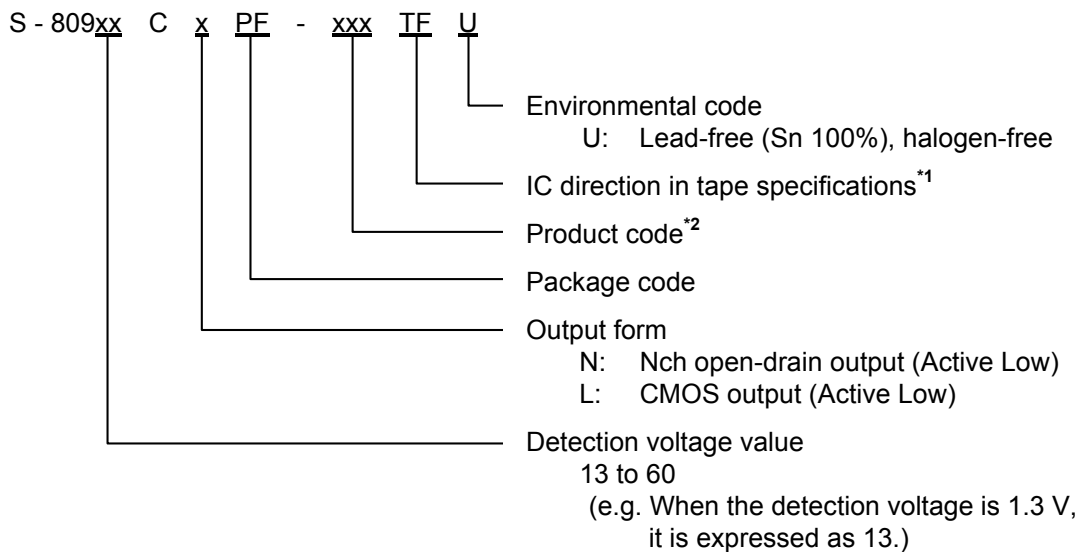 S - 809xx C x PF - xxx TF U
Environmental code
U: Lead-free (Sn 100%), halogen-free
IC direction in tape specifications*1
Product code*2
Package code
Output form
N: Nch open-drain output (Active Low)
L: CMOS output (Active Low)
Detection voltage value
13 to 60
(e.g. When the detection voltage is 1.3 V,
it is expressed as 13.)